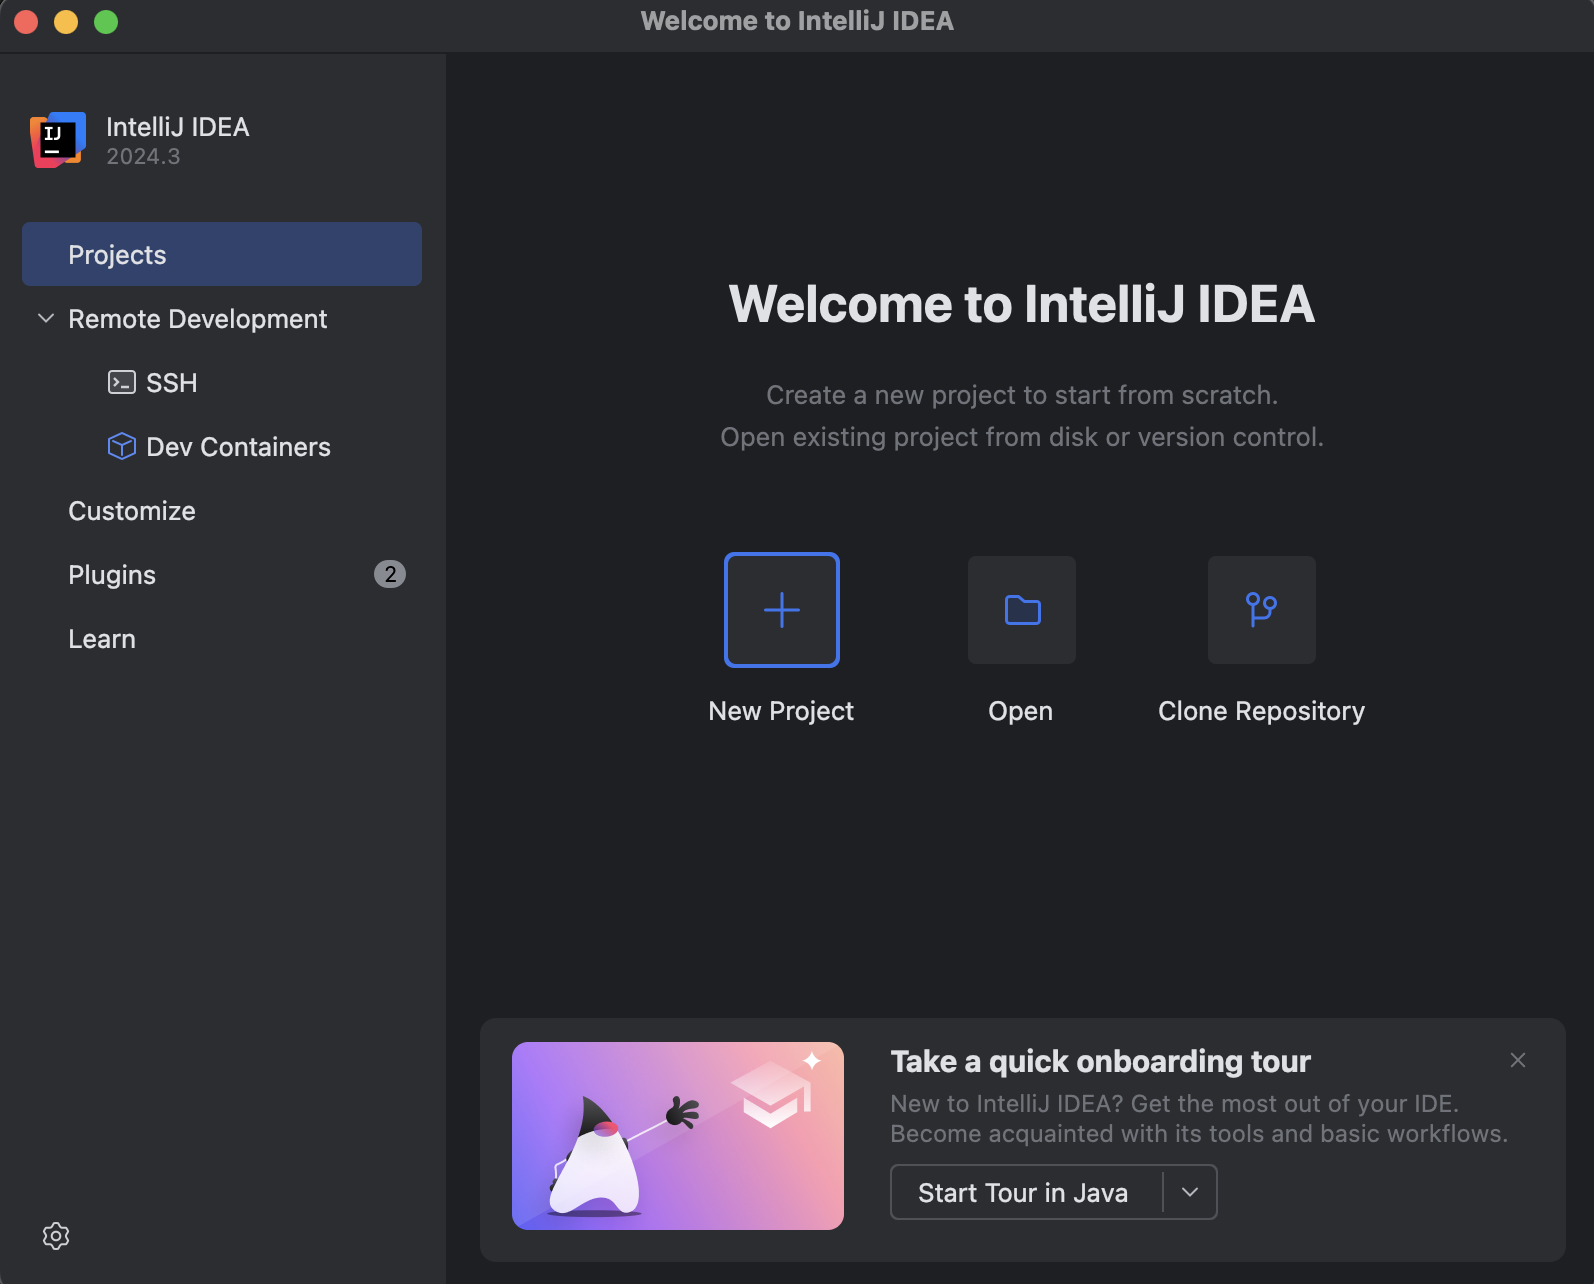 Welcome to IntelliJ IDEA
IJ
IntelliJ IDEA
2024.3
Projects
Remote Development
SSH
Dev Containers
Customize
Plugins
2
Learn
Welcome to IntelliJ IDEA
Create a new project to start from scratch.
Open existing project from disk or version control.
New Project
Open
Clone Repository
Take a quick onboarding tour
New to IntelliJ IDEA? Get the most out of your IDE.
Become acquainted with its tools and basic workflows.
Start Tour in Java